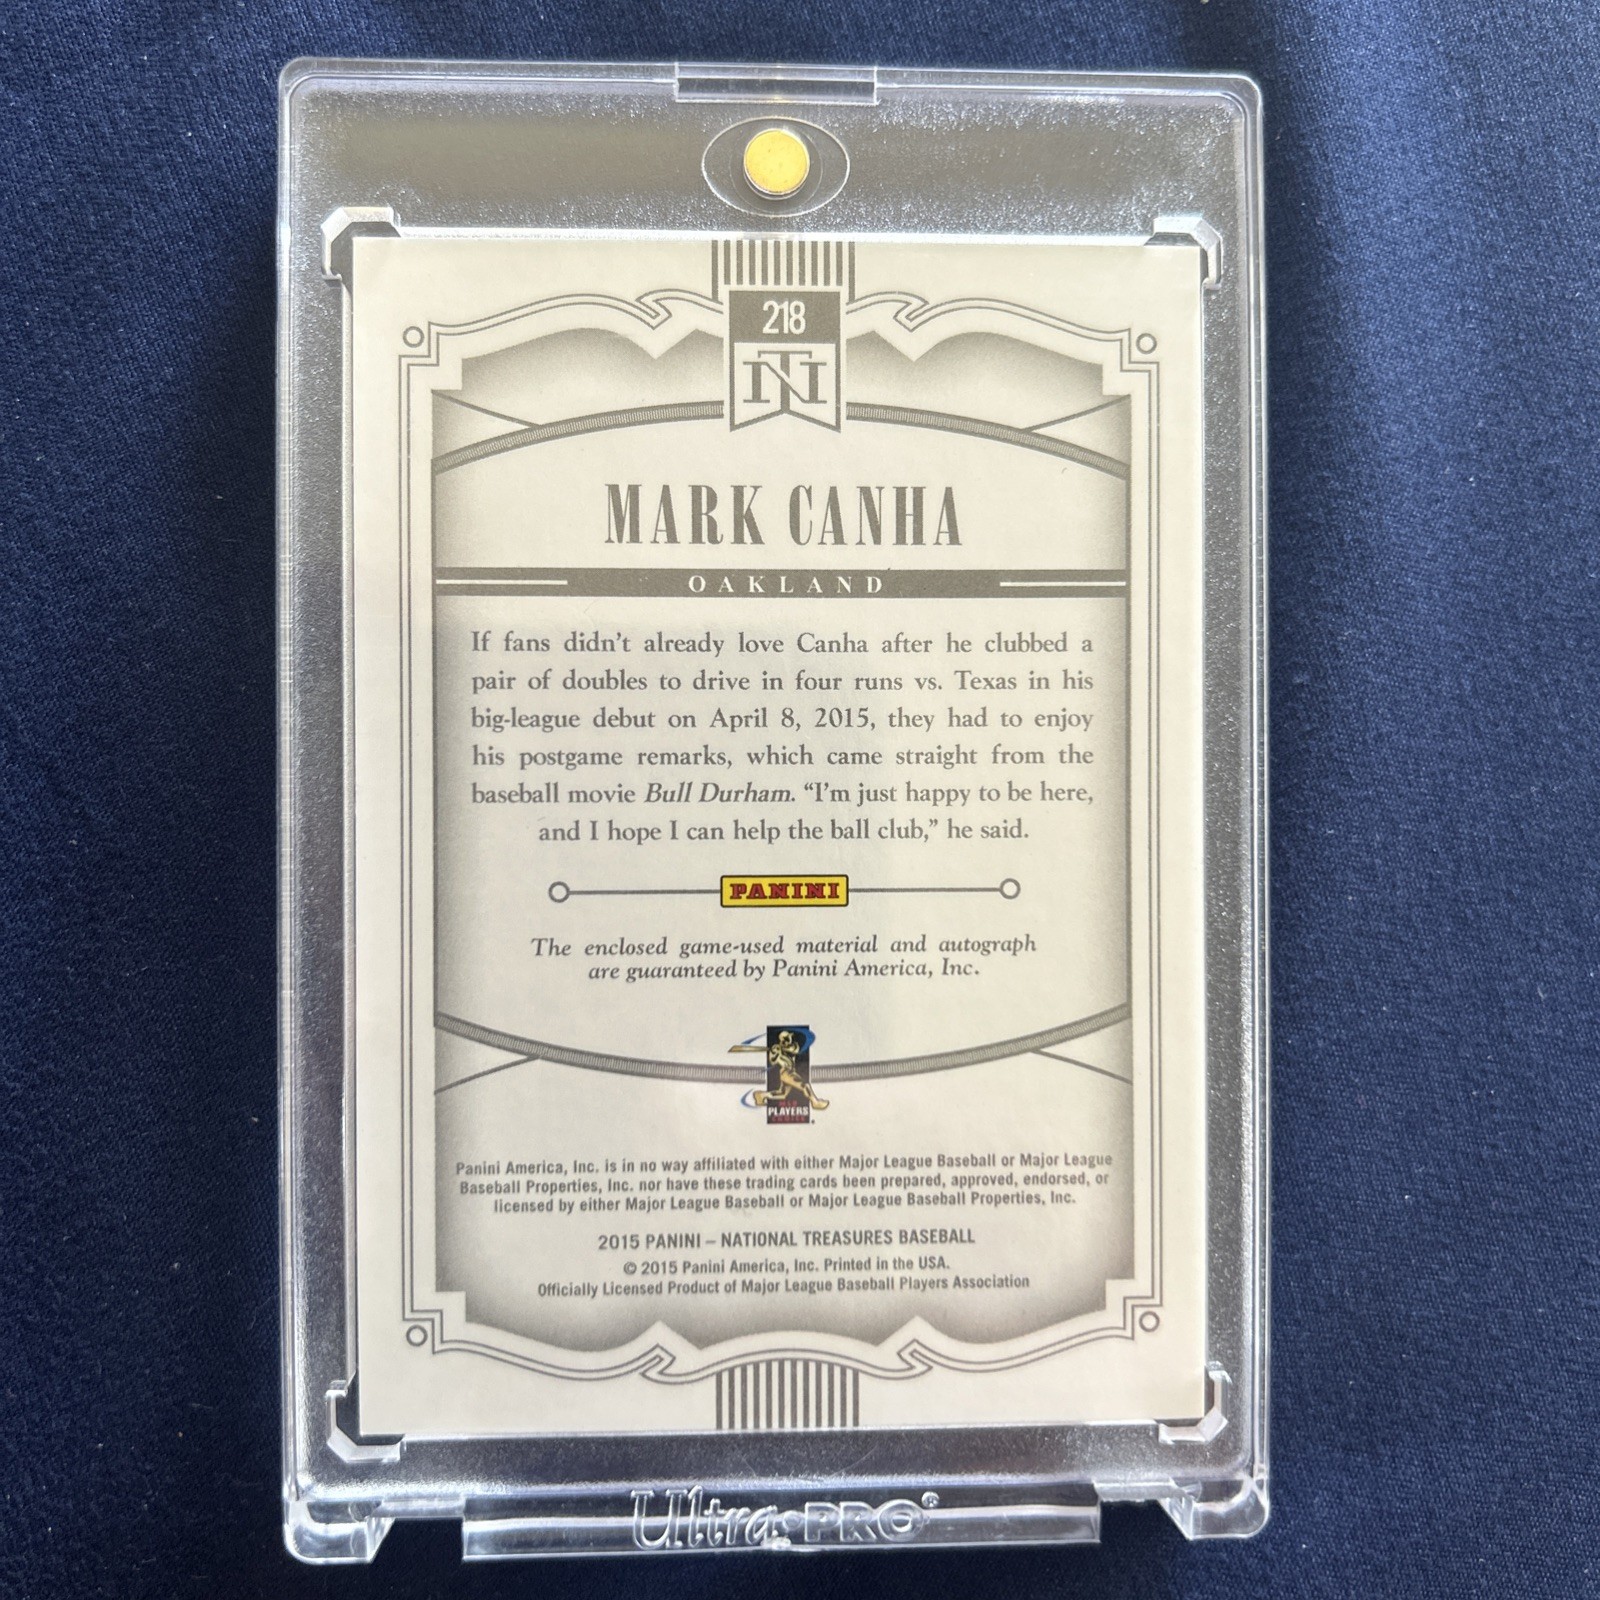 218
NT
MARK CANHA
OAKLAND
If fans didn't already love Canha after he clubbed a
pair of doubles to drive in four runs vs. Texas in his
big-league debut on April 8, 2015, they had to enjoy
his postgame remarks, which came straight from the
baseball movie Bull Durham. “I'm just happy to be here,
and I hope I can help the ball club,” he said.
PANINI
The enclosed game-used material and autograph
are guaranteed by Panini America, Inc.
MLB
PLAYERS
CHOICE
Panini America, Inc. is in no way affiliated with either Major League Baseball or Major League
Baseball Properties, Inc. nor have these trading cards been prepared, approved, endorsed, or
licensed by either Major League Baseball or Major League Baseball Properties, Inc.
2015 PANINI – NATIONAL TREASURES BASEBALL
© 2015 Panini America, Inc. Printed in the USA.
Officially Licensed Product of Major League Baseball Players Association
Ultra•PRO®